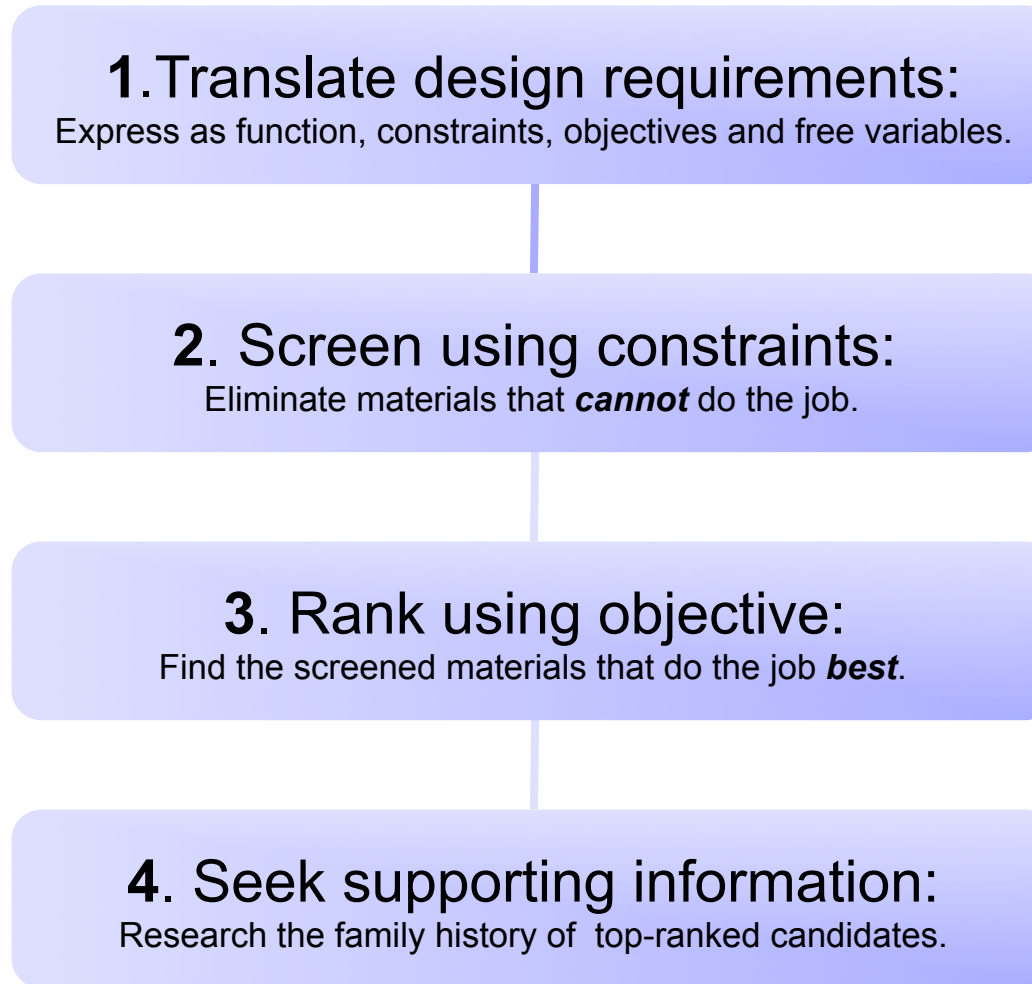 1.Translate design requirements:
Express as function, constraints, objectives and free variables.
2. Screen using constraints:
Eliminate materials that cannot do the job.
3. Rank using objective:
Find the screened materials that do the job best.
4. Seek supporting information:
Research the family history of  top-ranked candidates.